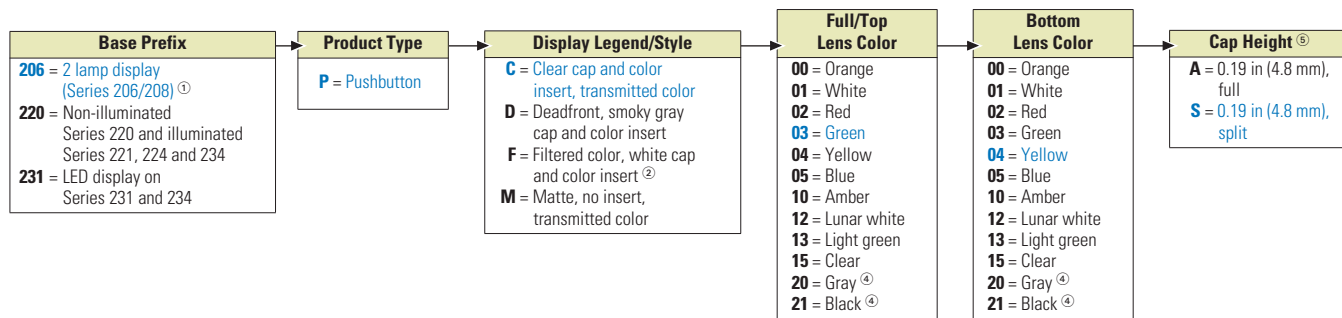 Base Prefix
206 = 2 lamp display
(Series 206/208) ①
220 = Non-illuminated
Series 220 and illuminated
Series 221, 224 and 234
231 = LED display on
Series 231 and 234
Product Type
P = Pushbutton
Display Legend/Style
C = Clear cap and color
insert, transmitted color
D = Deadfront, smoky gray
cap and color insert
F = Filtered color, white cap
and color insert ②
M = Matte, no insert,
transmitted color
Full/Top
Lens Color
00 = Orange
01 = White
02 = Red
03 = Green
04 = Yellow
05 = Blue
10 = Amber
12 = Lunar white
13 = Light green
15 = Clear
20 = Gray ④
21 = Black ④
Bottom
Lens Color
00 = Orange
01 = White
02 = Red
03 = Green
04 = Yellow
05 = Blue
10 = Amber
12 = Lunar white
13 = Light green
15 = Clear
20 = Gray ④
21 = Black ④
Cap Height ⑤
A = 0.19 in (4.8 mm),
full
S = 0.19 in (4.8 mm),
split